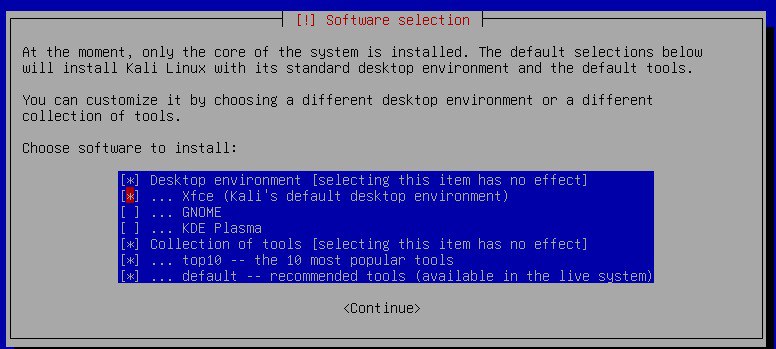 [!] Software selection
At the moment, only the core of the system is installed. The default selections below
will install Kali Linux with its standard desktop environment and the default tools.
You can customize it by choosing a different desktop environment or a different
collection of tools.
Choose software to install:
[*] Desktop environment [selecting this item has no effect]
[*] ... Xfce (Kali's default desktop environment)
[ ] ... GNOME
[ ] ... KDE Plasma
[*] Collection of tools [selecting this item has no effect]
[*] ... top10 -- the 10 most popular tools
[*] ... default -- recommended tools (available in the live system)
<Continue>